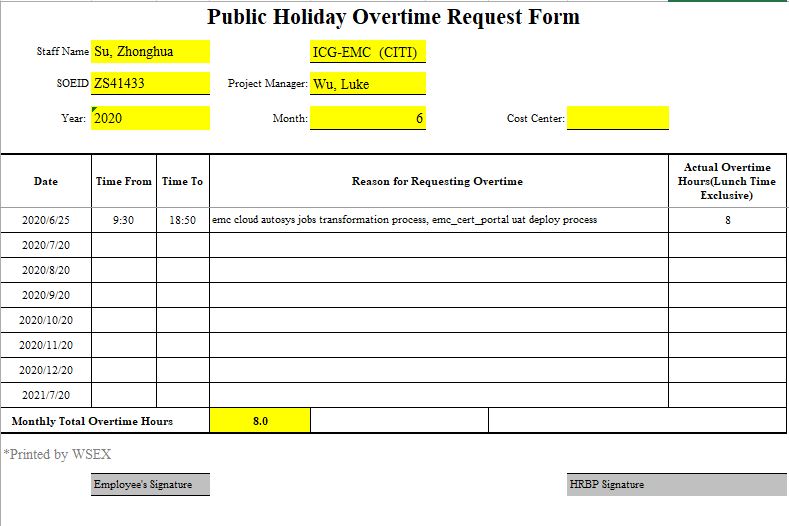 Public Holiday Overtime Request Form
Staff Name Su, Zhonghua ICG-EMC (CITI)
SOEID ZS41433 Project Manager: Wu, Luke
Year: 2020 Month: 6 Cost Center:
Date Time From Time To Reason for Requesting Overtime Actual Overtime Hours(Lunch Time Exclusive)
2020/6/25 9:30 18:50 emc cloud autosys jobs transformation process, emc_cert_portal uat deploy process 8
2020/7/20
2020/8/20
2020/9/20
2020/10/20
2020/11/20
2020/12/20
2021/7/20
Monthly Total Overtime Hours 8.0
*Printed by WSEX
Employee's Signature HRBP Signature